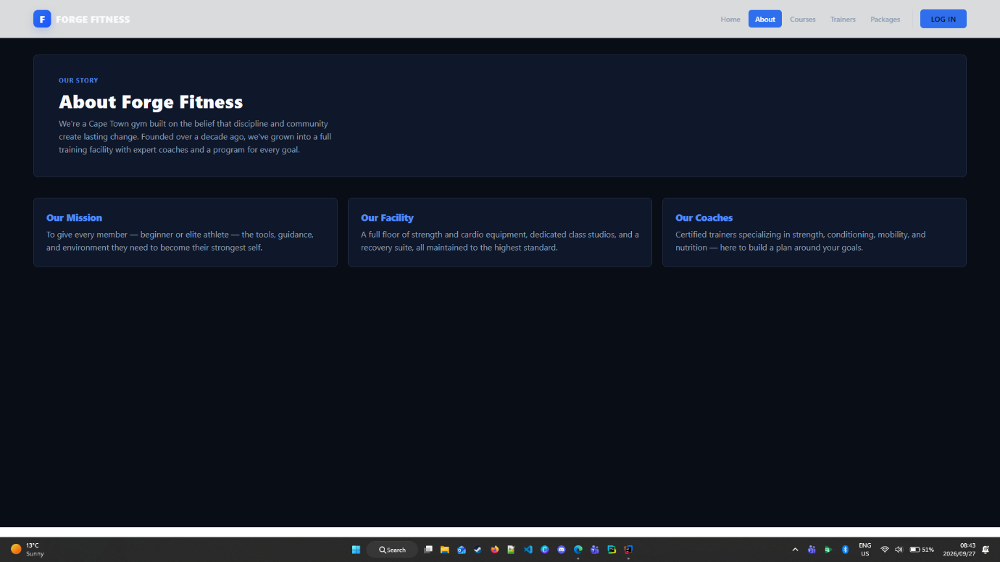 F FORGE FITNESS
Home About Courses Trainers Packages LOG IN
OUR STORY
About Forge Fitness
We're a Cape Town gym built on the belief that discipline and community
create lasting change. Founded over a decade ago, we've grown into a full
training facility with expert coaches and a program for every goal.
Our Mission
To give every member — beginner or elite athlete — the tools, guidance,
and environment they need to become their strongest self.
Our Facility
A full floor of strength and cardio equipment, dedicated class studios, and a
recovery suite, all maintained to the highest standard.
Our Coaches
Certified trainers specializing in strength, conditioning, mobility, and
nutrition — here to build a plan around your goals.
13°C
Sunny
Search
ENG
US
51%
08:43
2026/09/27